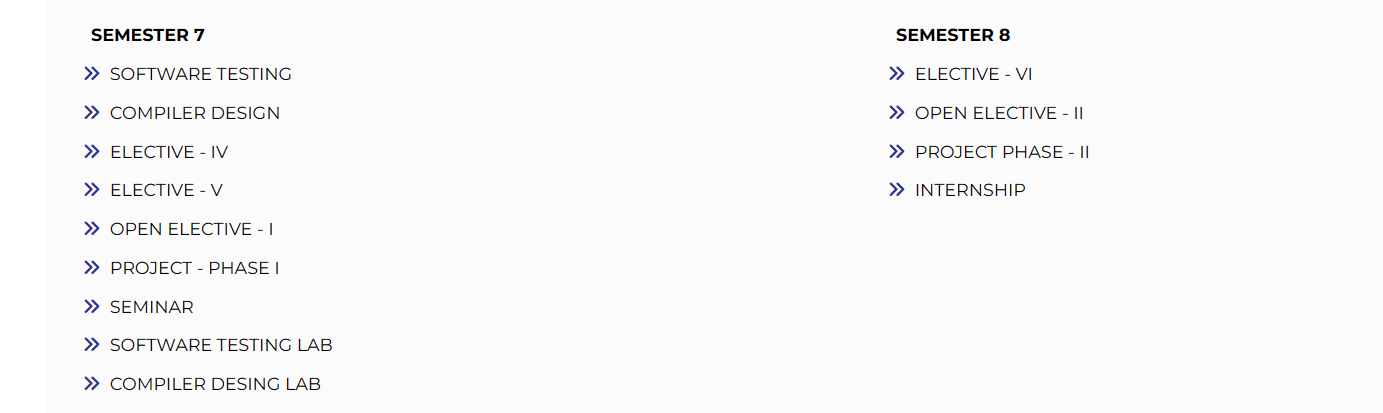 SEMESTER 7
SOFTWARE TESTING
COMPILER DESIGN
ELECTIVE - IV
ELECTIVE - V
OPEN ELECTIVE - I
PROJECT - PHASE I
SEMINAR
SOFTWARE TESTING LAB
COMPILER DESING LAB
SEMESTER 8
ELECTIVE - VI
OPEN ELECTIVE - II
PROJECT PHASE - II
INTERNSHIP